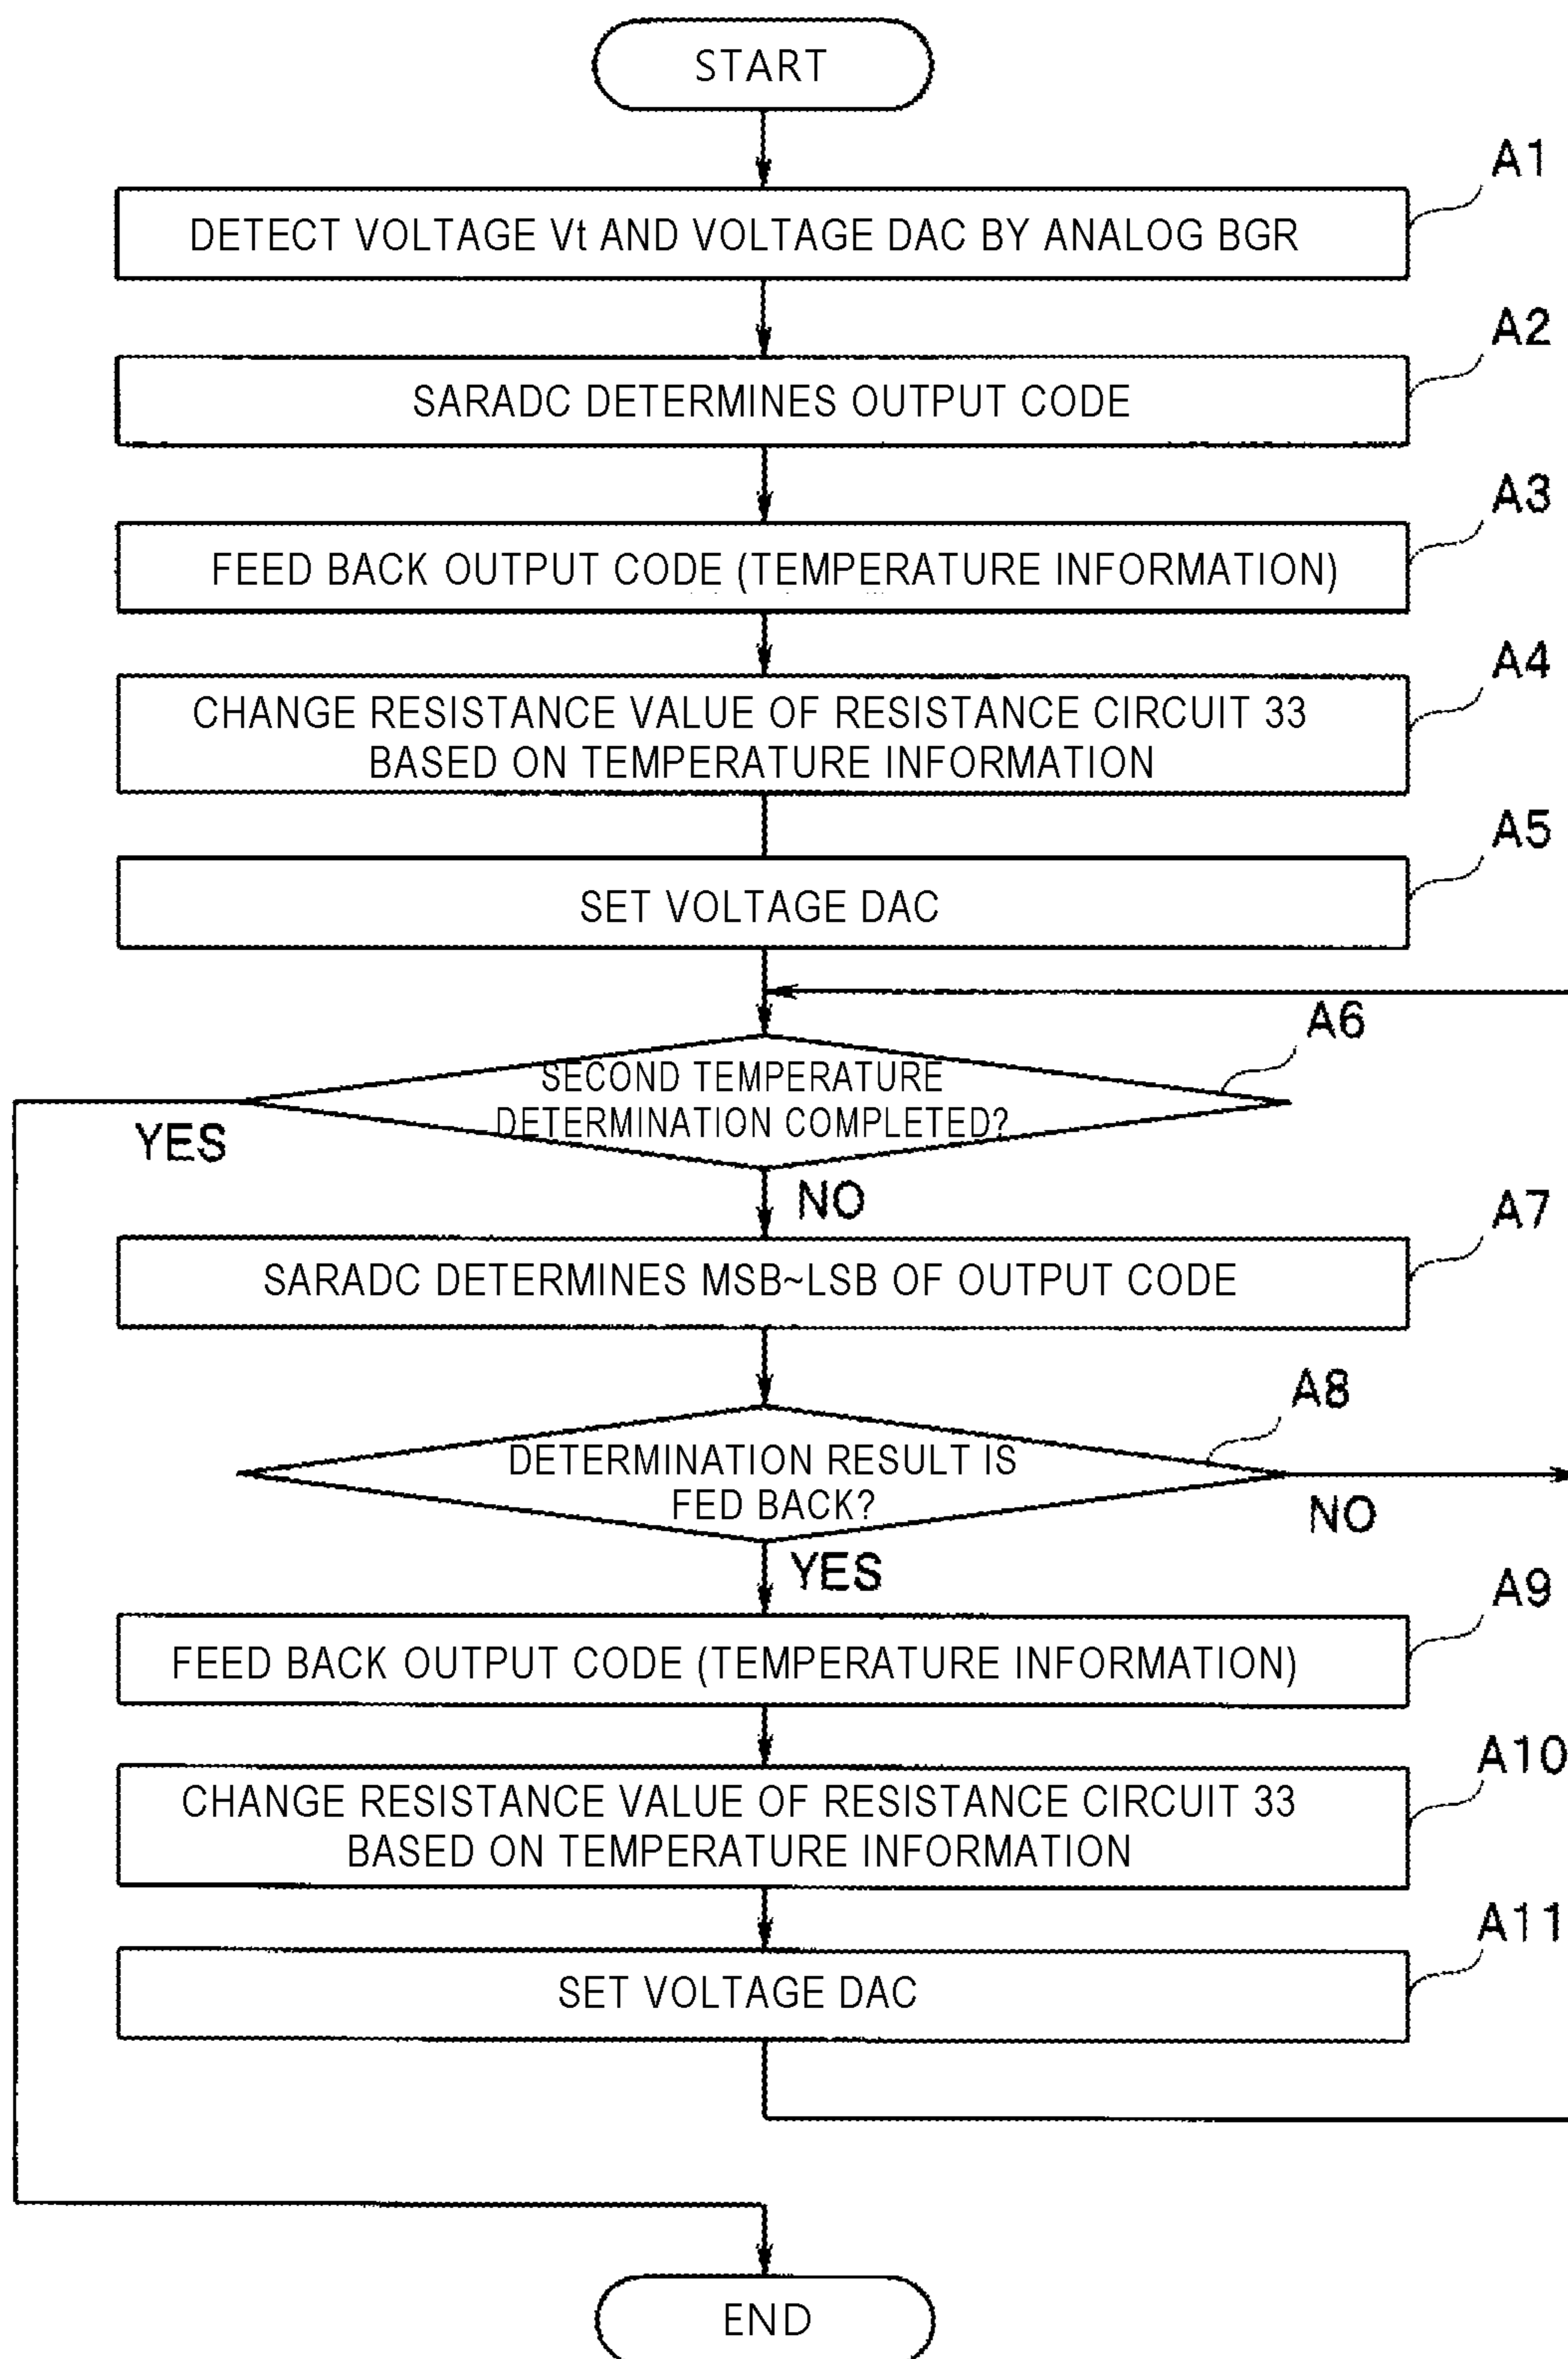 START
A1
DETECT VOLTAGE Vt AND VOLTAGE DAC BY ANALOG BGR
A2
SARADC DETERMINES OUTPUT CODE
A3
FEED BACK OUTPUT CODE (TEMPERATURE INFORMATION)
A4
CHANGE RESISTANCE VALUE OF RESISTANCE CIRCUIT 33
BASED ON TEMPERATURE INFORMATION
A5
SET VOLTAGE DAC
A6
SECOND TEMPERATURE
DETERMINATION COMPLETED?
YES
NO
A7
SARADC DETERMINES MSB~LSB OF OUTPUT CODE
A8
DETERMINATION RESULT IS
FED BACK?
NO
YES
A9
FEED BACK OUTPUT CODE (TEMPERATURE INFORMATION)
A10
CHANGE RESISTANCE VALUE OF RESISTANCE CIRCUIT 33
BASED ON TEMPERATURE INFORMATION
A11
SET VOLTAGE DAC
END